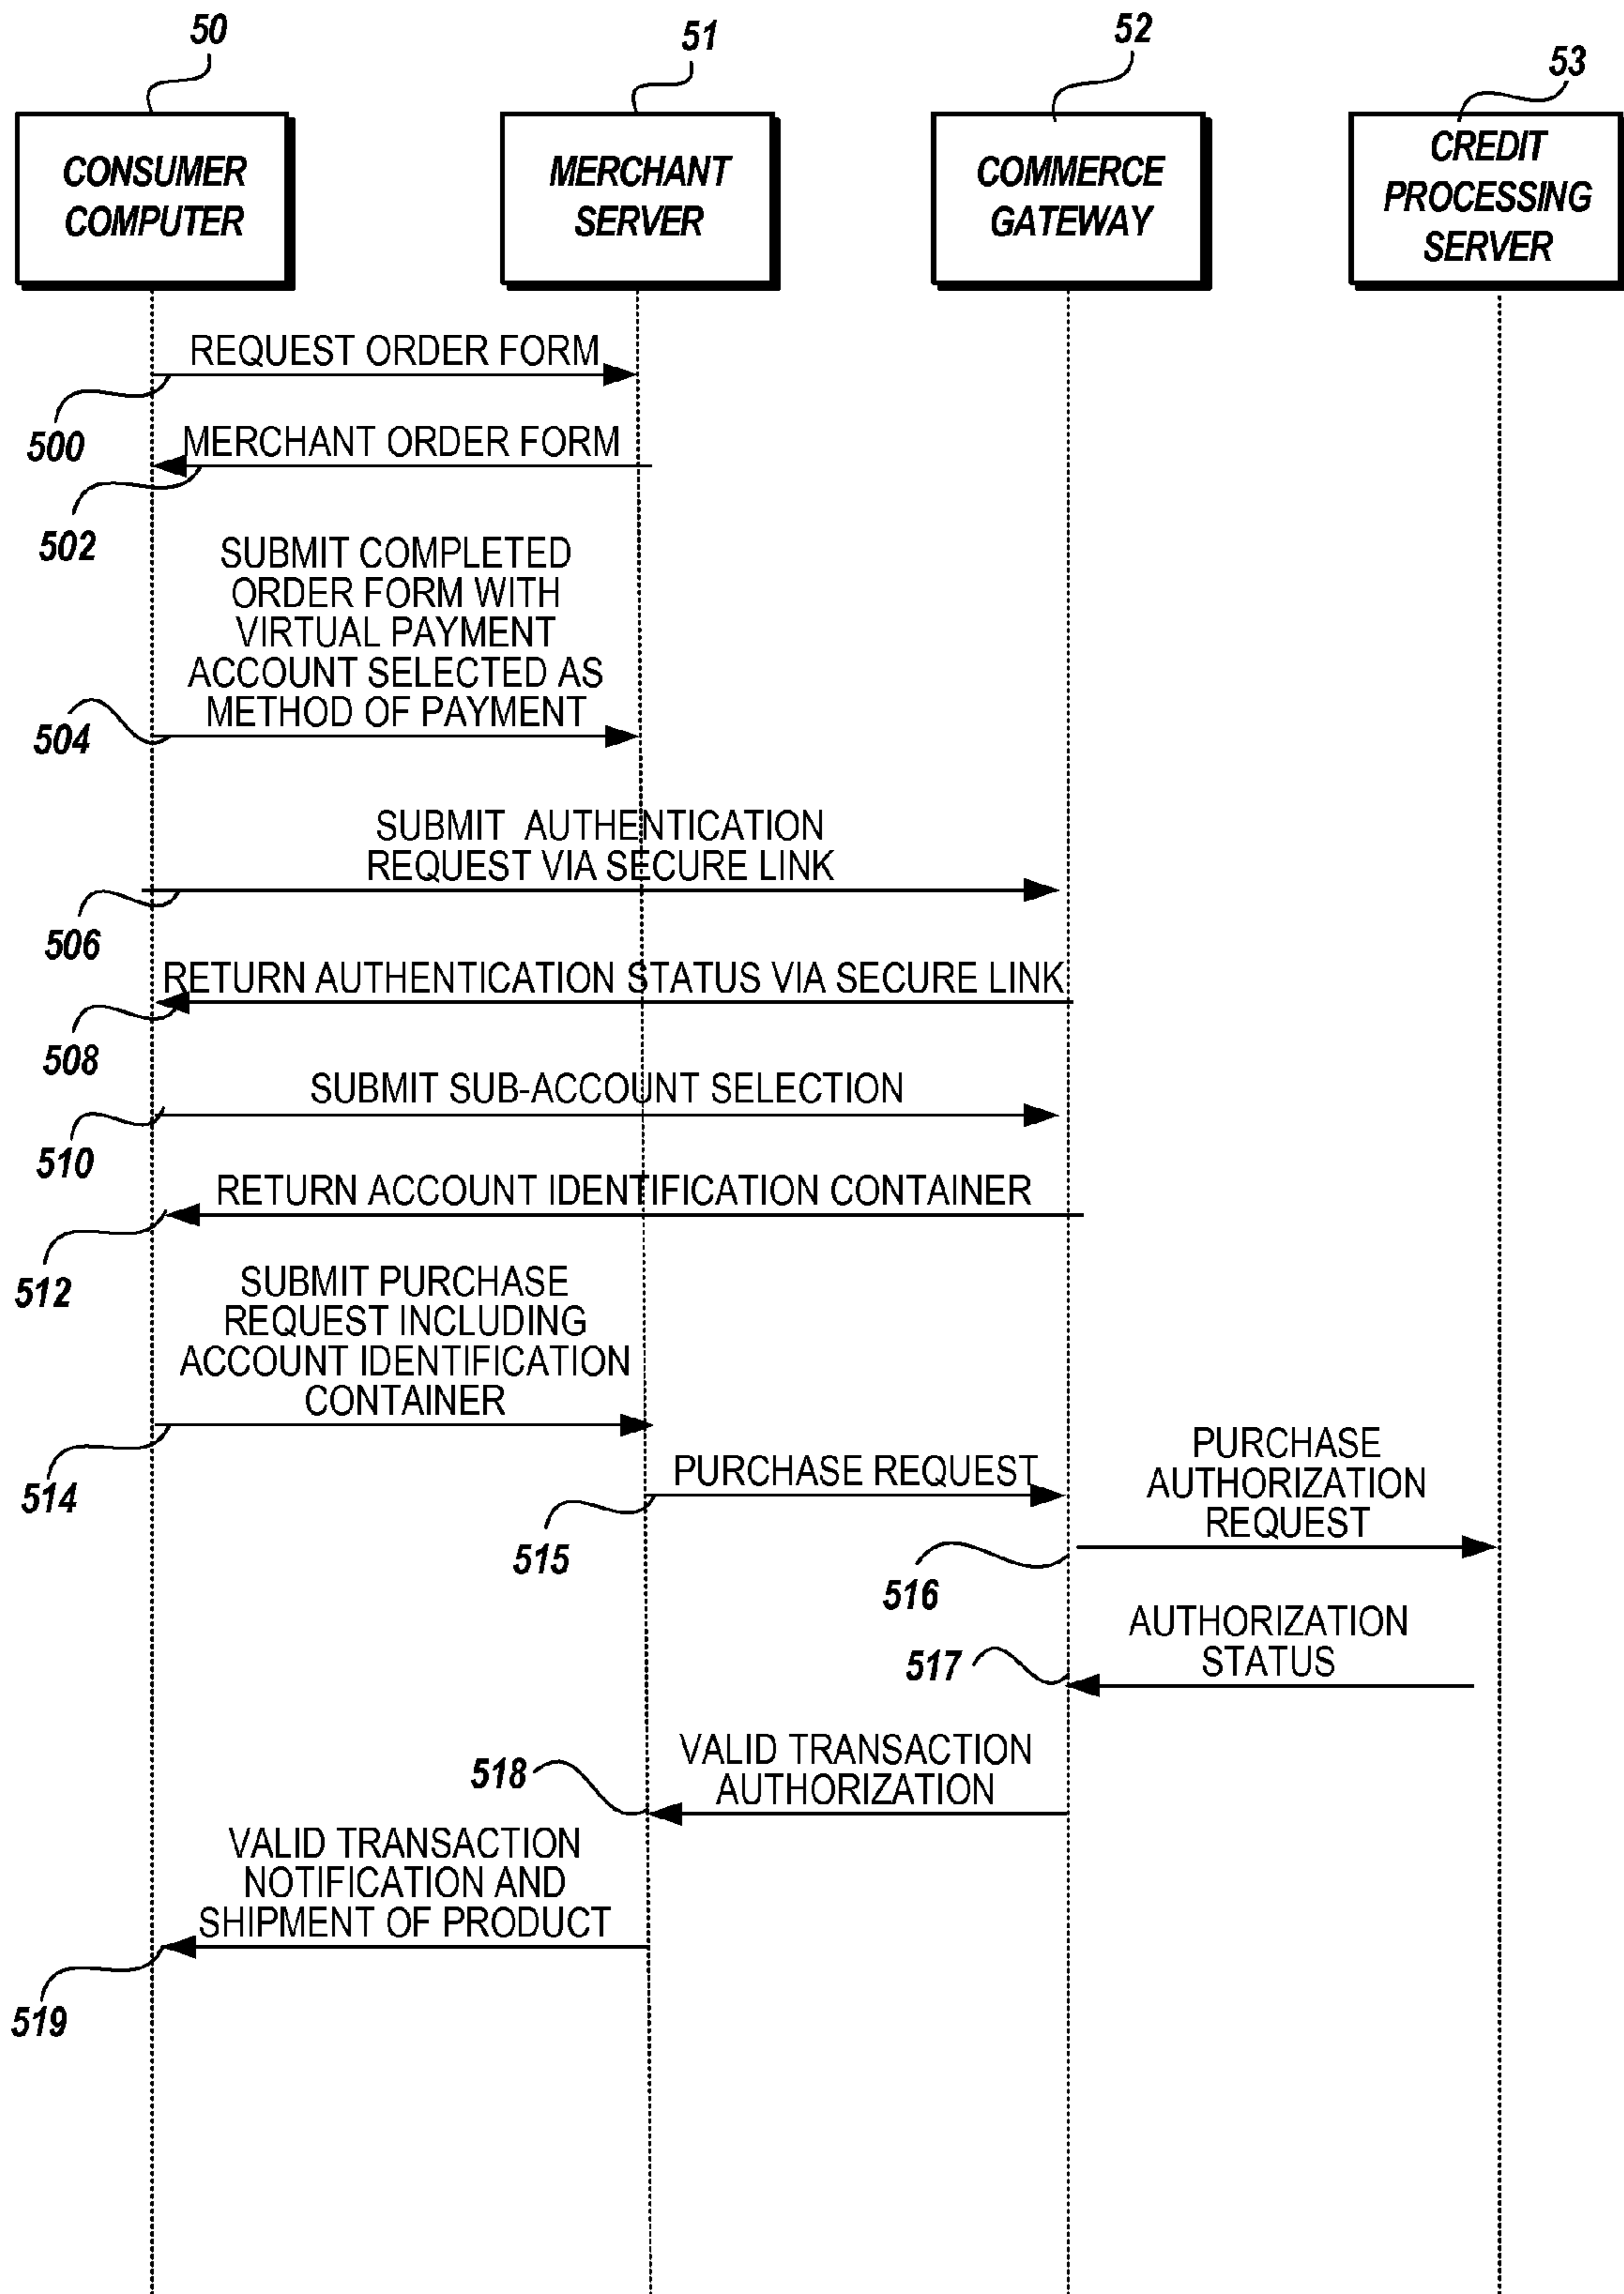 50
51
52
53
CONSUMER
COMPUTER
MERCHANT
SERVER
COMMERCE
GATEWAY
CREDIT
PROCESSING
SERVER
REQUEST ORDER FORM
500
MERCHANT ORDER FORM
502
SUBMIT COMPLETED
ORDER FORM WITH
VIRTUAL PAYMENT
ACCOUNT SELECTED AS
METHOD OF PAYMENT
504
SUBMIT AUTHENTICATION
REQUEST VIA SECURE LINK
506
RETURN AUTHENTICATION STATUS VIA SECURE LINK
508
SUBMIT SUB-ACCOUNT SELECTION
510
RETURN ACCOUNT IDENTIFICATION CONTAINER
512
SUBMIT PURCHASE
REQUEST INCLUDING
ACCOUNT IDENTIFICATION
CONTAINER
514
PURCHASE REQUEST
515
PURCHASE
AUTHORIZATION
REQUEST
516
AUTHORIZATION
STATUS
517
VALID TRANSACTION
AUTHORIZATION
518
VALID TRANSACTION
NOTIFICATION AND
SHIPMENT OF PRODUCT
519